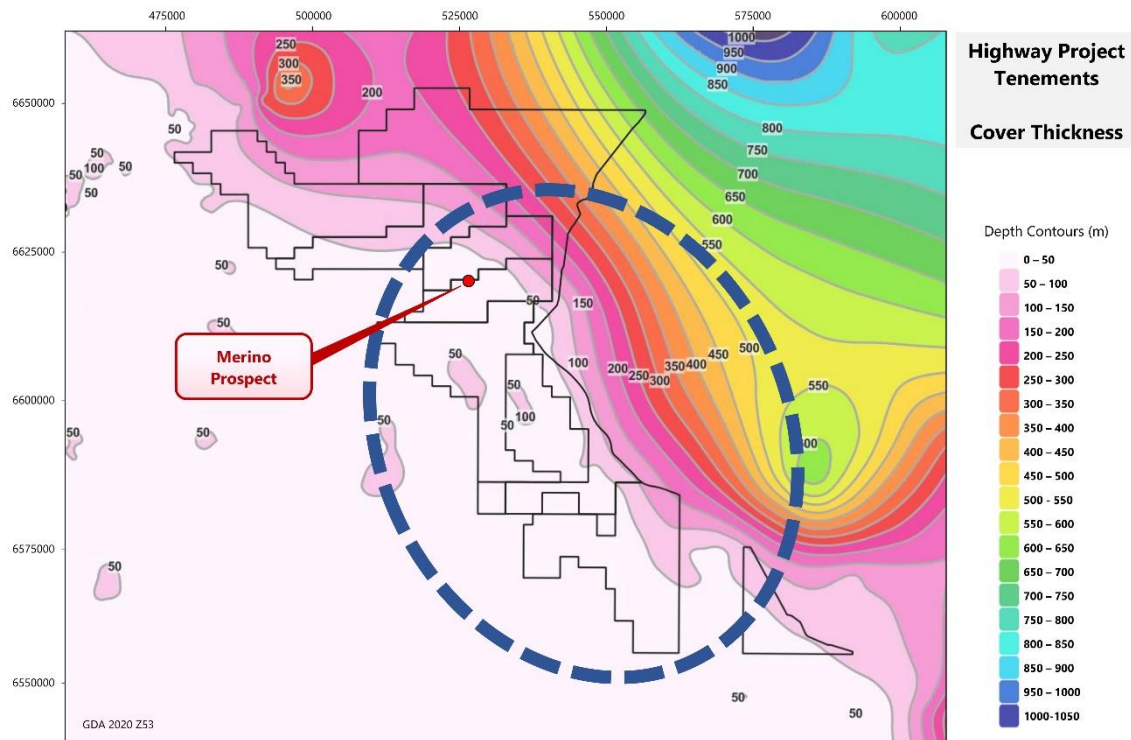 475000
500000
525000
550000
575000
600000
6650000
6625000
6600000
6575000
6550000
250
300
350
200
1000
950
900
850
800
750
700
650
600
550
50
50
100
50
50
50
50
50
50
50
150
100
200
250
300
350
400
450
500
550
50
50
100
50
50
50
50
50
50
50
Merino
Prospect
GDA 2020 Z53
Highway Project
Tenements
Cover Thickness
Depth Contours (m)
0 – 50
50 – 100
100 – 150
150 – 200
200 – 250
250 – 300
300 – 350
350 – 400
400 – 450
450 – 500
500 - 550
550 – 600
600 – 650
650 – 700
700 – 750
750 – 800
800 – 850
850 – 900
950 – 1000
1000-1050